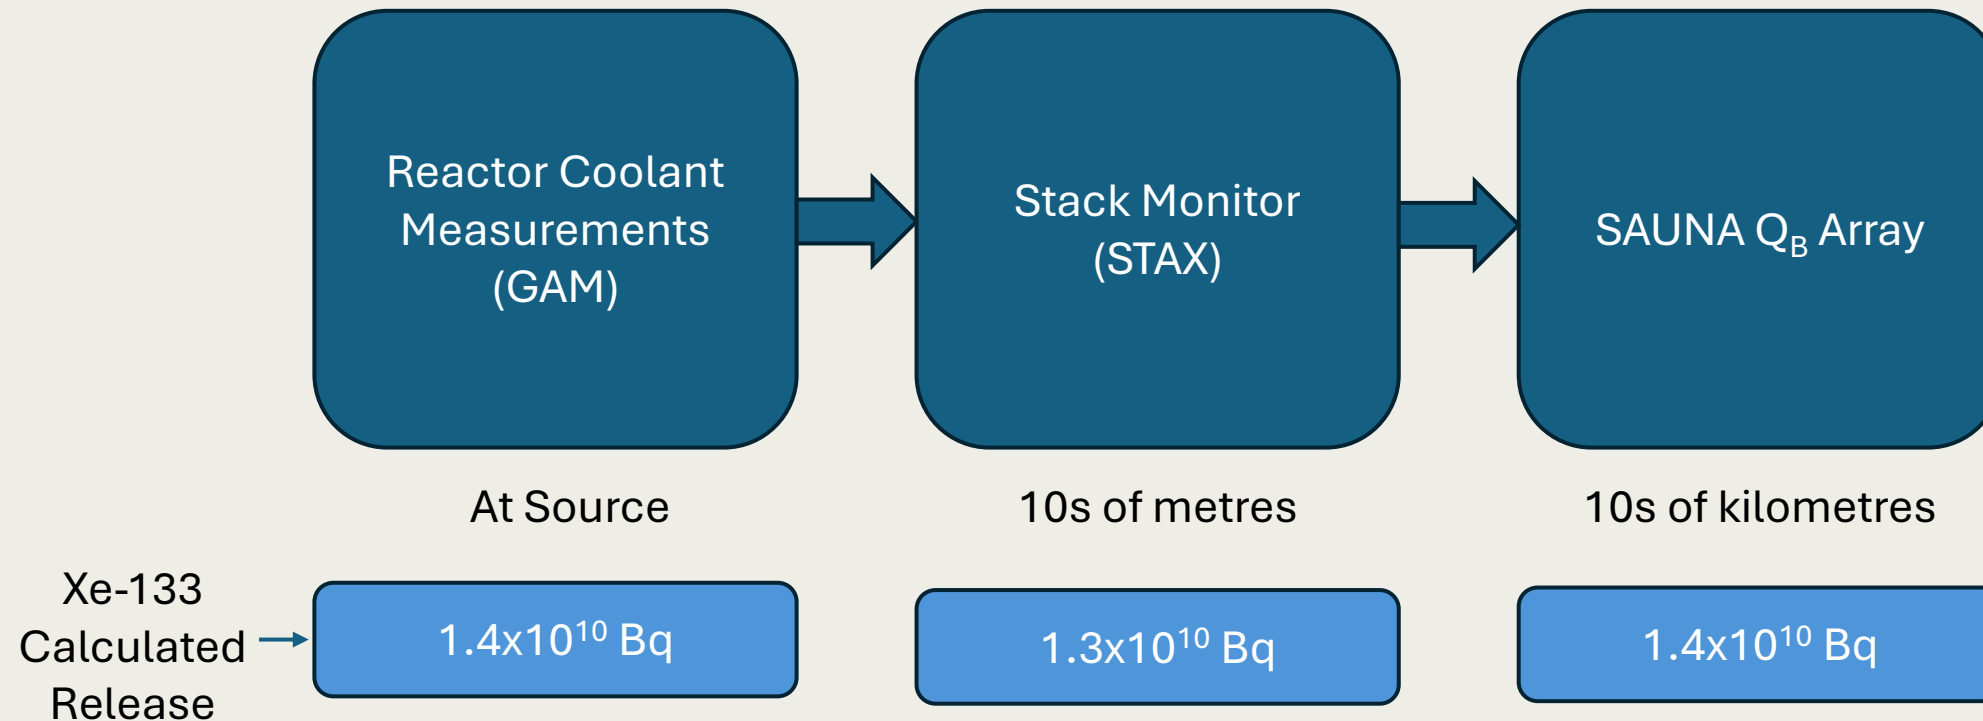 Reactor Coolant
Measurements
(GAM)
Stack Monitor
(STAX)
SAUNA Q_B Array
At Source
10s of metres
10s of kilometres
Xe-133
Calculated
Release
1.4x10¹⁰ Bq
1.3x10¹⁰ Bq
1.4x10¹⁰ Bq